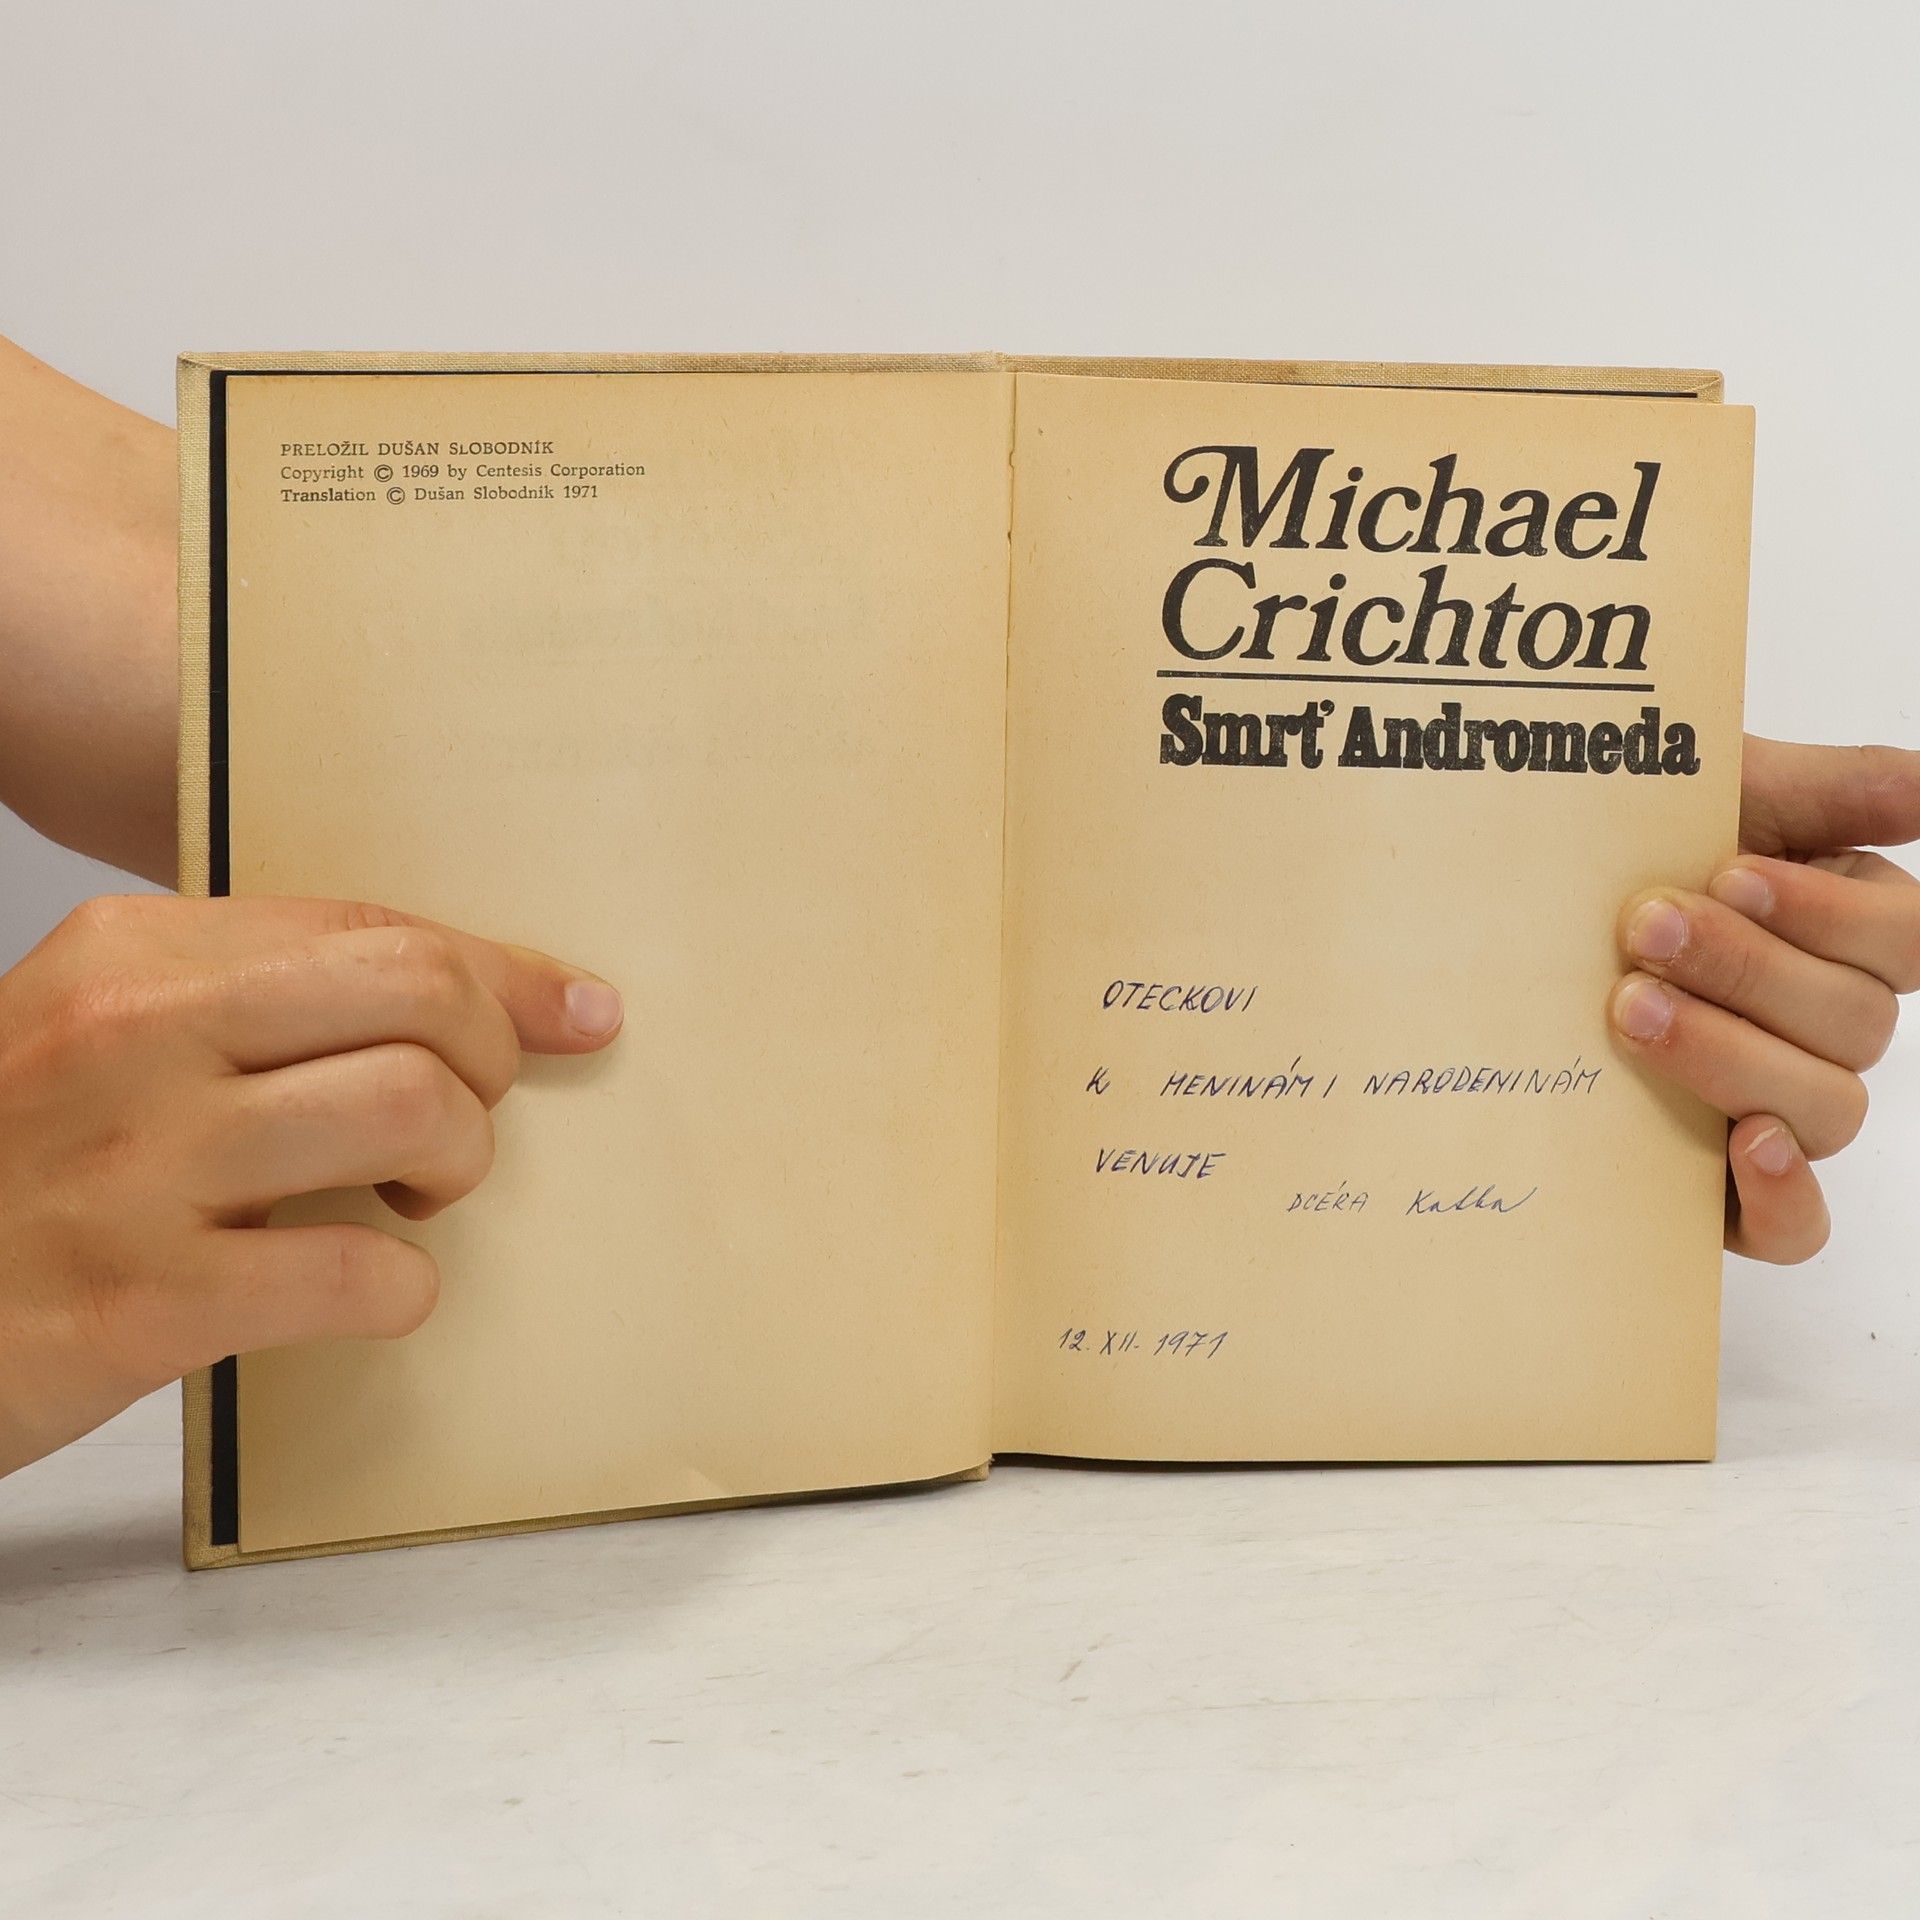 PRELOŽIL DUŠAN SLOBODNÍK
Copyright © 1969 by Centesis Corporation
Translation © Dušan Slobodník 1971
Michael
Crichton
Smrť Andromeda
OTECKOVI
K MENINÁM I NARODENINÁM
VENUJE
DCÉRA Katka
12. XII. 1971